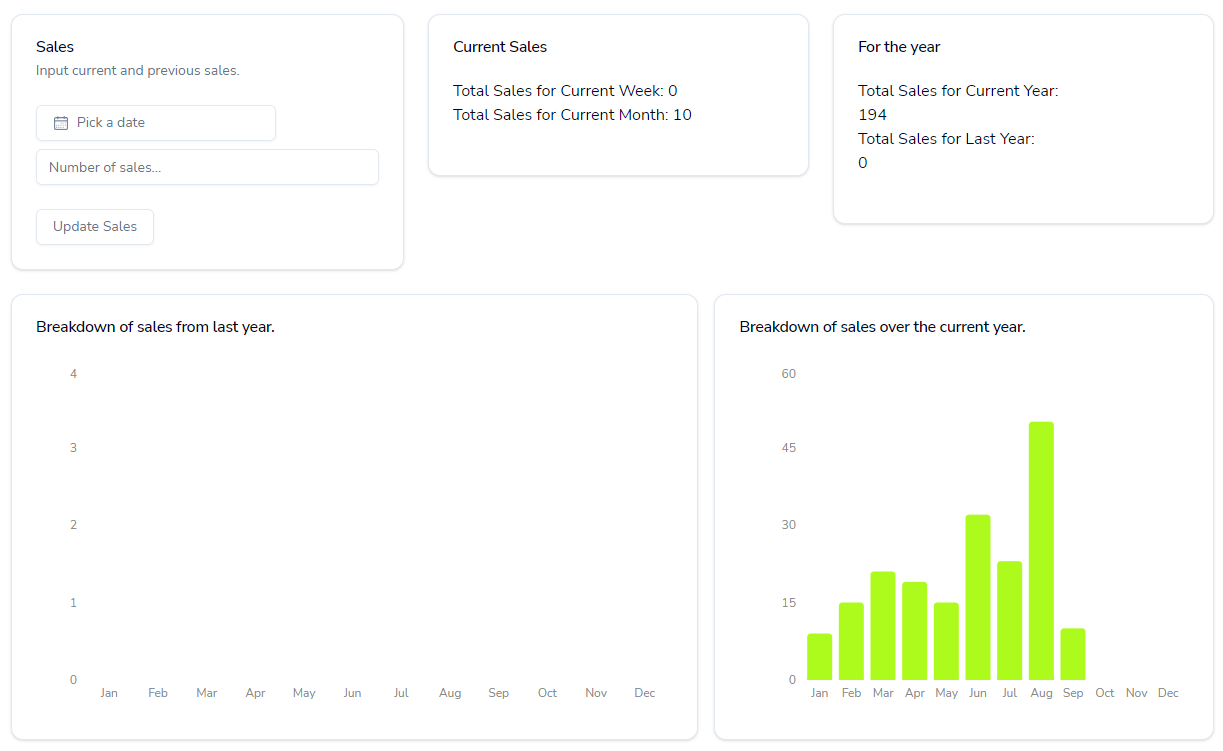 Sales
Input current and previous sales.
Pick a date
Number of sales...
Update Sales
Current Sales
Total Sales for Current Week: 0
Total Sales for Current Month: 10
For the year
Total Sales for Current Year:
194
Total Sales for Last Year:
0
Breakdown of sales from last year.
4
3
2
1
0
Jan Feb Mar Apr May Jun Jul Aug Sep Oct Nov Dec
Breakdown of sales over the current year.
60
45
30
15
0
Jan Feb Mar Apr May Jun Jul Aug Sep Oct Nov Dec